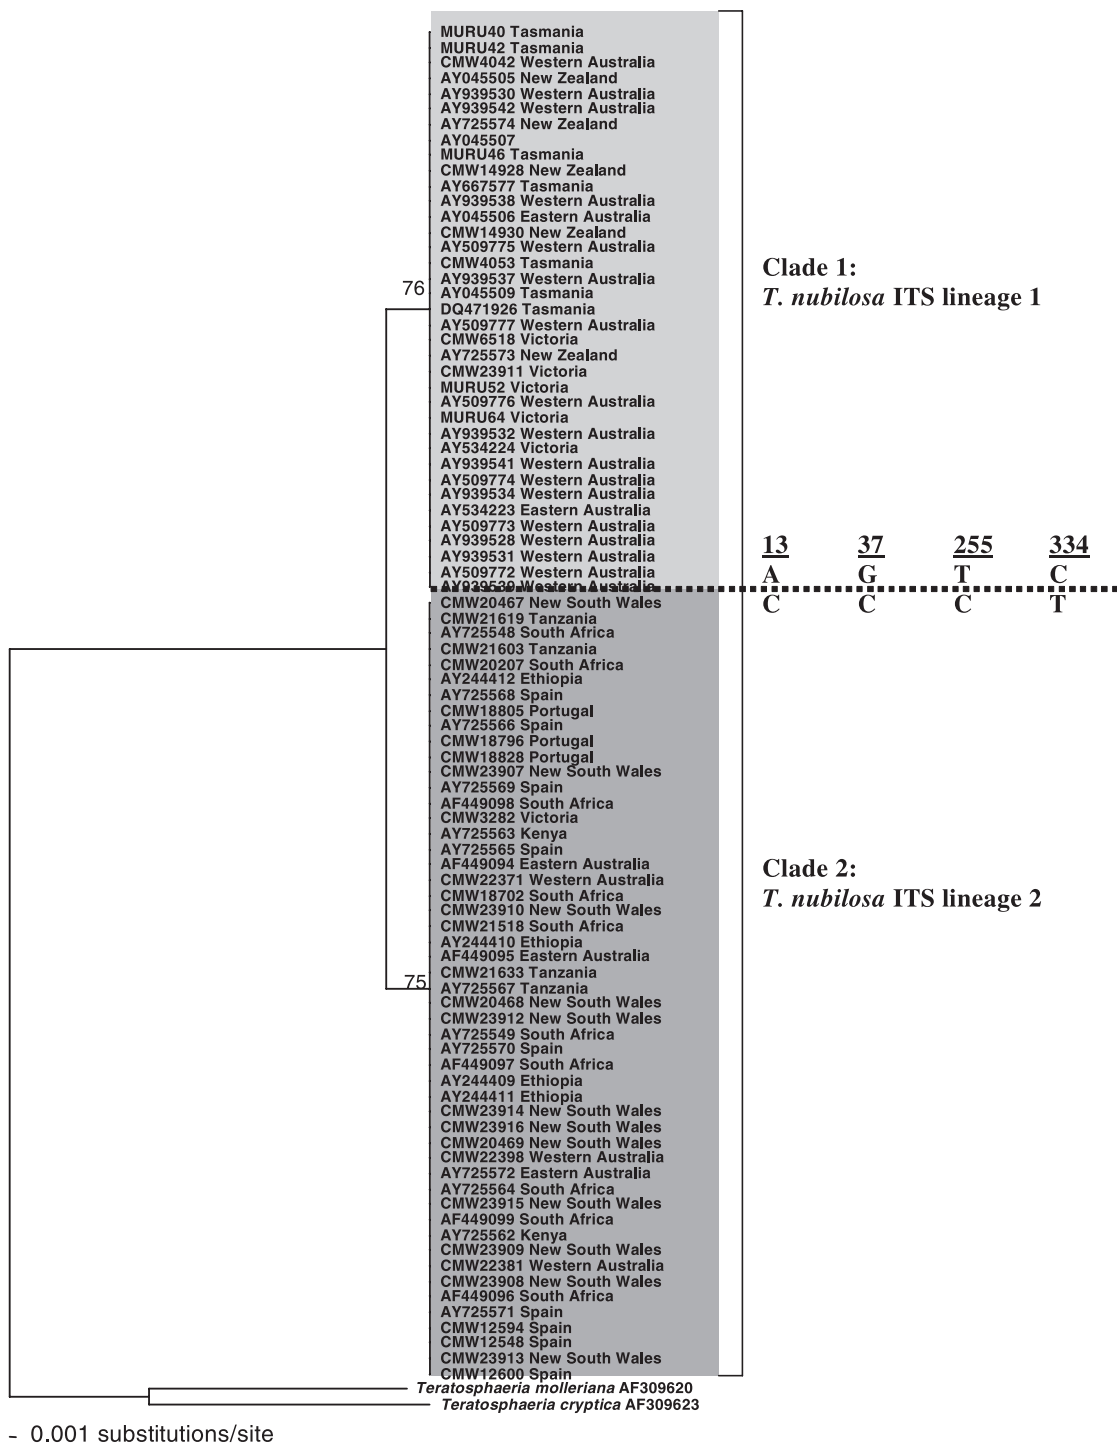 MURU40 Tasmania
MURU42 Tasmania
CMW4042 Western Australia
AY045505 New Zealand
AY939530 Western Australia
AY939542 Western Australia
AY725574 New Zealand
AY045507
MURU46 Tasmania
CMW14928 New Zealand
AY667577 Tasmania
AY939538 Western Australia
AY045506 Eastern Australia
CMW14930 New Zealand
AY509775 Western Australia
CMW4053 Tasmania
AY939537 Western Australia
AY045509 Tasmania
DQ471926 Tasmania
AY509777 Western Australia
CMW6518 Victoria
AY725573 New Zealand
CMW23911 Victoria
MURU52 Victoria
AY509776 Western Australia
MURU64 Victoria
AY939532 Western Australia
AY534224 Victoria
AY939541 Western Australia
AY509774 Western Australia
AY939534 Western Australia
AY534223 Eastern Australia
AY509773 Western Australia
AY939528 Western Australia
AY939531 Western Australia
AY509772 Western Australia
AY939539 Western Australia
76
Clade 1:
T. nubilosa ITS lineage 1
13 37 255 334
A G T C
C C C T
CMW20467 New South Wales
CMW21619 Tanzania
AY725548 South Africa
CMW21603 Tanzania
CMW20207 South Africa
AY244412 Ethiopia
AY725568 Spain
CMW18805 Portugal
AY725566 Spain
CMW18796 Portugal
CMW18828 Portugal
CMW23907 New South Wales
AY725569 Spain
AF449098 South Africa
CMW3282 Victoria
AY725563 Kenya
AY725565 Spain
AF449094 Eastern Australia
CMW22371 Western Australia
CMW18702 South Africa
CMW23910 New South Wales
CMW21518 South Africa
AY244410 Ethiopia
AF449095 Eastern Australia
CMW21633 Tanzania
AY725567 Tanzania
CMW20468 New South Wales
CMW23912 New South Wales
AY725549 South Africa
AY725570 Spain
AF449097 South Africa
AY244409 Ethiopia
AY244411 Ethiopia
CMW23914 New South Wales
CMW23916 New South Wales
CMW20469 New South Wales
CMW22398 Western Australia
AY725572 Eastern Australia
AY725564 South Africa
CMW23915 New South Wales
AF449099 South Africa
AY725562 Kenya
CMW23909 New South Wales
CMW22381 Western Australia
CMW23908 New South Wales
AF449096 South Africa
AY725571 Spain
CMW12594 Spain
CMW12548 Spain
CMW23913 New South Wales
CMW12600 Spain
75
Clade 2:
T. nubilosa ITS lineage 2
Teratosphaeria molleriana AF309620
Teratosphaeria cryptica AF309623
- 0.001 substitutions/site